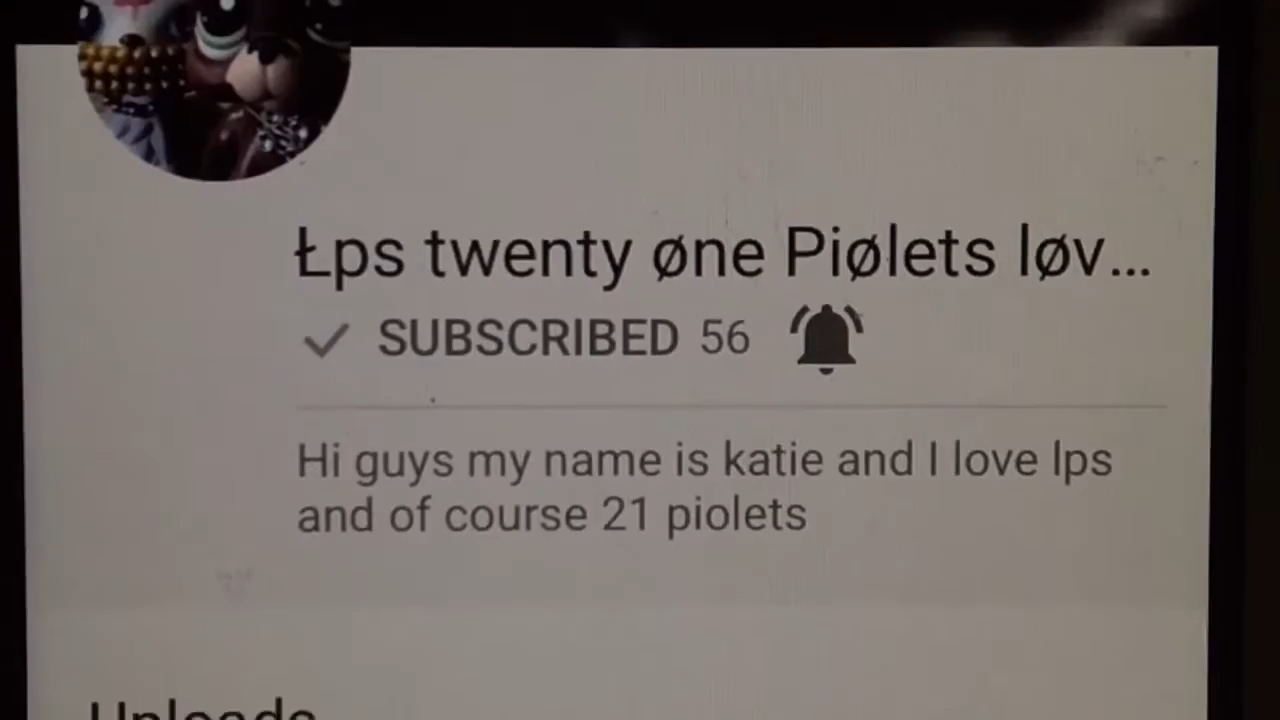 Łps twenty øne Piølets løv...
SUBSCRIBED 56
Hi guys my name is katie and I love lps
and of course 21 piolets
Uploads